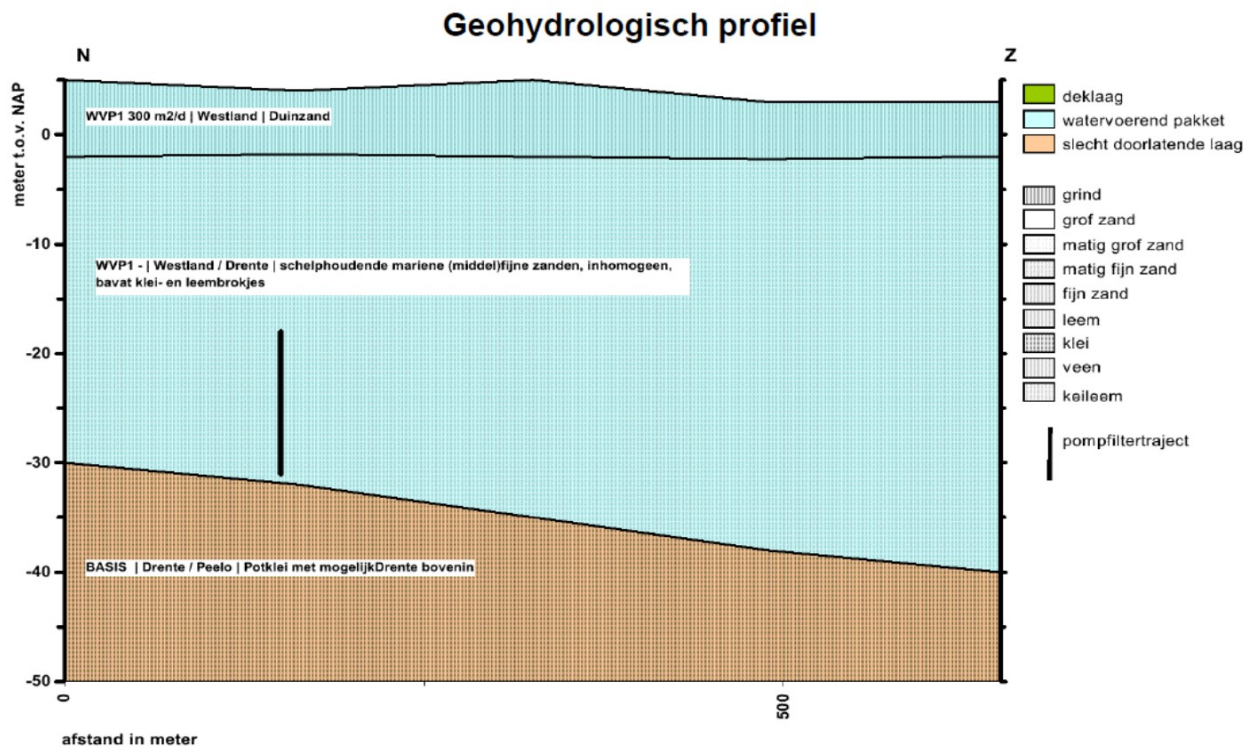 Geohydrologisch profiel
N
Z
meter t.o.v. NAP
0
-10
-20
-30
-40
-50
WVP1 300 m2/d | Westland | Duinzand
WVP1 - | Westland / Drente | schelphoudende mariene (middel)fijne zanden, inhomogeen,
bavat klei- en leembrokjes
BASIS | Drente / Peelo | Potklei met mogelijkDrente bovenin
0
500
afstand in meter
deklaag
watervoerend pakket
slecht doorlatende laag
grind
grof zand
matig grof zand
matig fijn zand
fijn zand
leem
klei
veen
keileem
pompfiltertraject